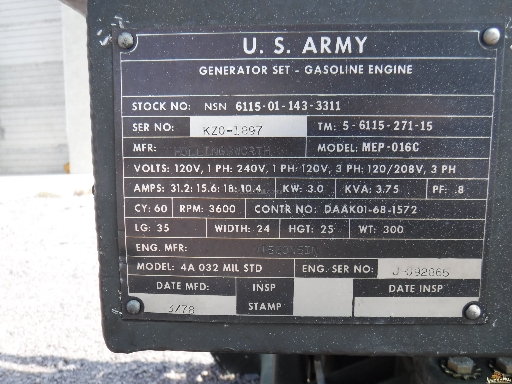 U. S. ARMY
GENERATOR SET - GASOLINE ENGINE
STOCK NO: NSN 6115-01-143-3311
SER NO: KZO-1897 TM: 5-6115-271-15
MFR: HOLLINGSWORTH MODEL: MEP-016C
VOLTS: 120V, 1 PH: 240V, 1 PH: 120V, 3 PH: 120/208V, 3 PH
AMPS: 31.2: 15.6: 18: 10.4 KW: 3.0 KVA: 3.75 PF: .8
CY: 60 RPM: 3600 CONTR NO: DAAK01-68-1572
LG: 35 WIDTH: 24 HGT: 25 WT: 300
ENG. MFR:
MODEL: 4A 032 MIL STD ENG. SER NO:
DATE MFD: INSP DATE INSP
3/78 STAMP